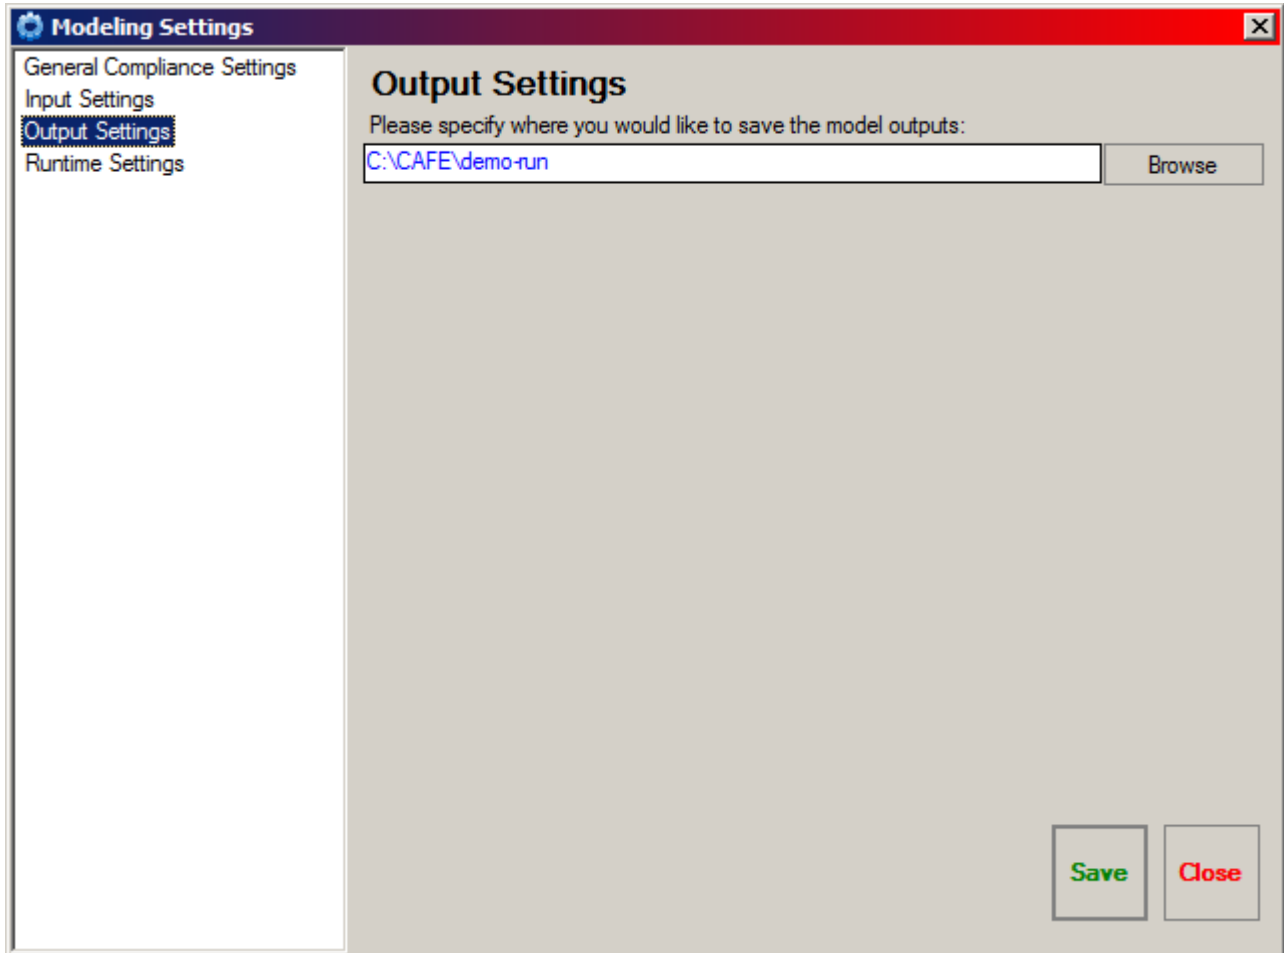 Modeling Settings
General Compliance Settings
Input Settings
Output Settings
Runtime Settings
Output Settings
Please specify where you would like to save the model outputs:
C:\CAFE\demo-run
Browse
Save
Close